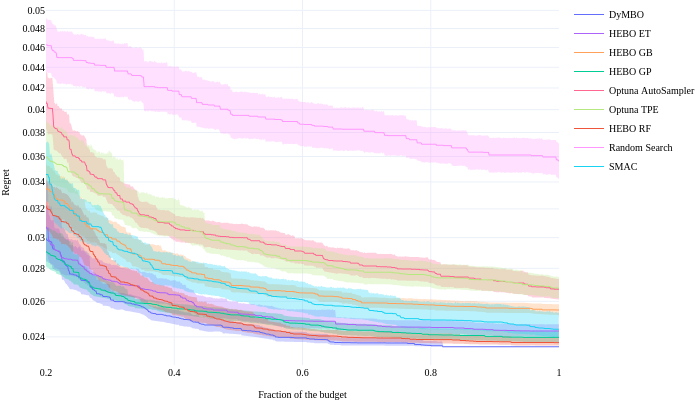 0.05
0.048
0.046
0.044
0.042
0.04
0.038
0.036
0.034
0.032
0.03
0.028
0.026
0.024
Regret
0.2
0.4
0.6
0.8
1
Fraction of the budget
DyMBO
HEBO ET
HEBO GB
HEBO GP
Optuna AutoSampler
Optuna TPE
HEBO RF
Random Search
SMAC